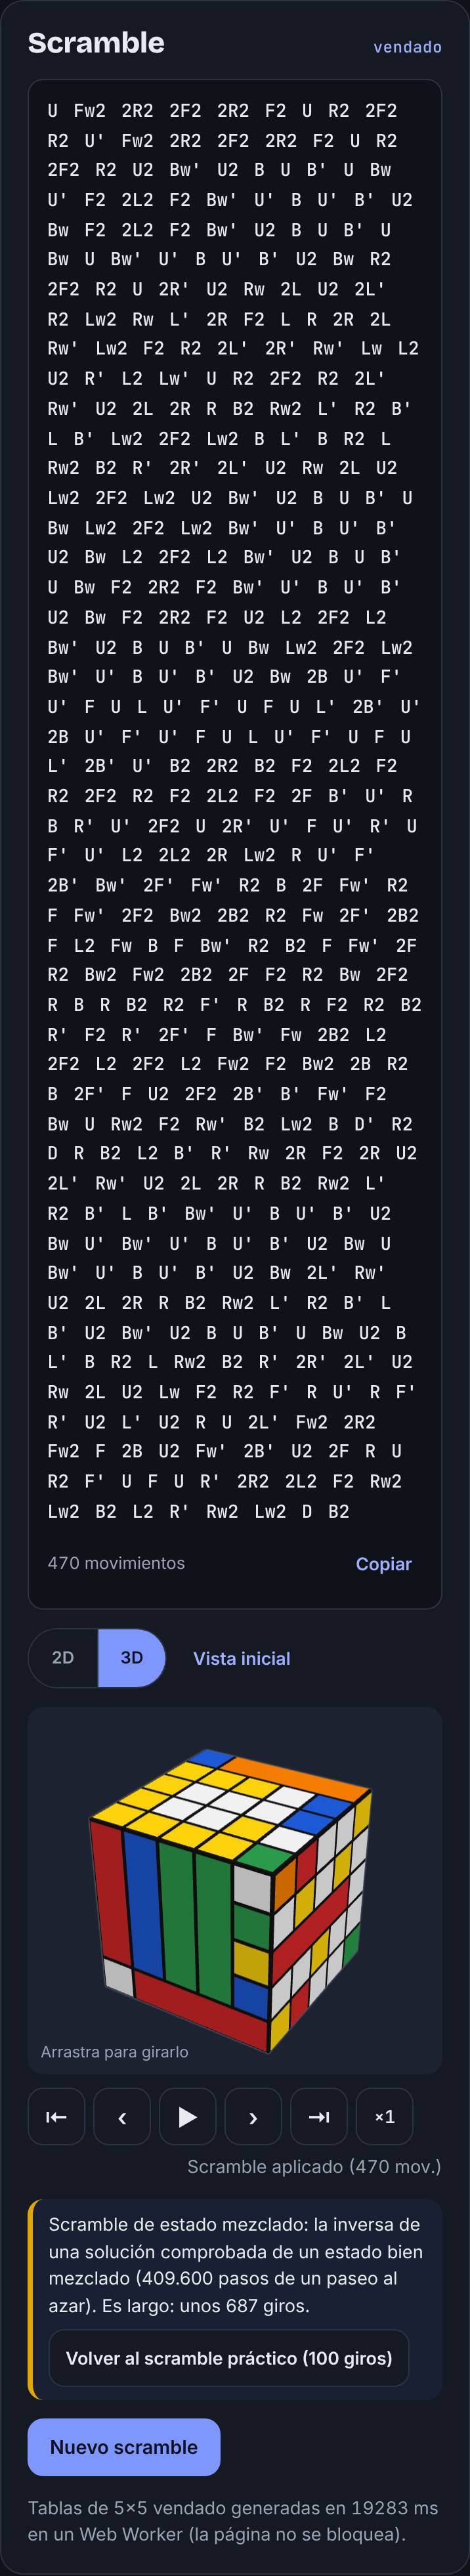 Scramble
vendado
U Fw2 2R2 2F2 2R2 F2 U R2 2F2
R2 U' Fw2 2R2 2F2 2R2 F2 U R2
2F2 R2 U2 Bw' U2 B U B' U Bw
U' F2 2L2 F2 Bw' U' B U' B' U2
Bw F2 2L2 F2 Bw' U2 B U B' U
Bw U Bw' U' B U' B' U2 Bw R2
2F2 R2 U 2R' U2 Rw 2L U2 2L'
R2 Lw2 Rw L' 2R F2 L R 2R 2L
Rw' Lw2 F2 R2 2L' 2R' Rw' Lw L2
U2 R' L2 Lw' U R2 2F2 R2 2L'
Rw' U2 2L 2R R B2 Rw2 L' R2 B'
L B' Lw2 2F2 Lw2 B L' B R2 L
Rw2 B2 R' 2R' 2L' U2 Rw 2L U2
Lw2 2F2 Lw2 U2 Bw' U2 B U B' U
Bw Lw2 2F2 Lw2 Bw' U' B U' B'
U2 Bw L2 2F2 L2 Bw' U2 B U B'
U Bw F2 2R2 F2 Bw' U' B U' B'
U2 Bw F2 2R2 F2 U2 L2 2F2 L2
Bw' U2 B U B' U Bw Lw2 2F2 Lw2
Bw' U' B U' B' U2 Bw 2B U' F'
U' F U L U' F' U F U L' 2B' U'
2B U' F' U' F U L U' F' U F U
L' 2B' U' B2 2R2 B2 F2 2L2 F2
R2 2F2 R2 F2 2L2 F2 2F B' U' R
B R' U' 2F2 U 2R' U' F U' R' U
F' U' L2 2L2 2R Lw2 R U' F'
2B' Bw' 2F' Fw' R2 B 2F Fw' R2
F Fw' 2F2 Bw2 2B2 R2 Fw 2F' 2B2
F L2 Fw B F Bw' R2 B2 F Fw' 2F
R2 Bw2 Fw2 2B2 2F F2 R2 Bw 2F2
R B R B2 R2 F' R B2 R F2 R2 B2
R' F2 R' 2F' F Bw' Fw 2B2 L2
2F2 L2 2F2 L2 Fw2 F2 Bw2 2B R2
B 2F' F U2 2F2 2B' B' Fw' F2
Bw U Rw2 F2 Rw' B2 Lw2 B D' R2
D R B2 L2 B' R' Rw 2R F2 2R U2
2L' Rw' U2 2L 2R R B2 Rw2 L'
R2 B' L B' Bw' U' B U' B' U2
Bw U' Bw' U' B U' B' U2 Bw U
Bw' U' B U' B' U2 Bw 2L' Rw'
U2 2L 2R R B2 Rw2 L' R2 B' L
B' U2 Bw' U2 B U B' U Bw U2 B
L' B R2 L Rw2 B2 R' 2R' 2L' U2
Rw 2L U2 Lw F2 R2 F' R U' R F'
R' U2 L' U2 R U 2L' Fw2 2R2
Fw2 F 2B U2 Fw' 2B' U2 2F R U
R2 F' U F U R' 2R2 2L2 F2 Rw2
Lw2 B2 L2 R' Rw2 Lw2 D B2
470 movimientos
Copiar
2D
3D
Vista inicial
Arrastra para girarlo
×1
Scramble aplicado (470 mov.)
Scramble de estado mezclado: la inversa de
una solución comprobada de un estado bien
mezclado (409.600 pasos de un paseo al
azar). Es largo: unos 687 giros.
Volver al scramble práctico (100 giros)
Nuevo scramble
Tablas de 5×5 vendado generadas en 19283 ms
en un Web Worker (la página no se bloquea).